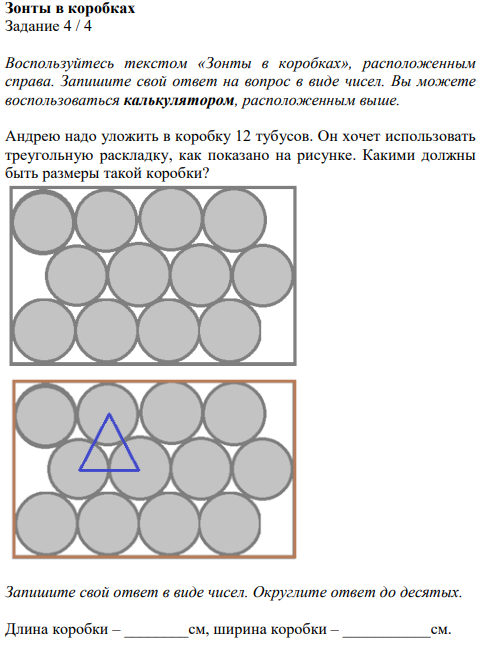 Зонты в коробках
Задание 4 / 4
Воспользуйтесь текстом «Зонты в коробках», расположенным
справа. Запишите свой ответ на вопрос в виде чисел. Вы можете
воспользоваться калькулятором, расположенным выше.
Андрею надо уложить в коробку 12 тубусов. Он хочет использовать
треугольную раскладку, как показано на рисунке. Какими должны
быть размеры такой коробки?
Запишите свой ответ в виде чисел. Округлите ответ до десятых.
Длина коробки – ________см, ширина коробки – ___________см.